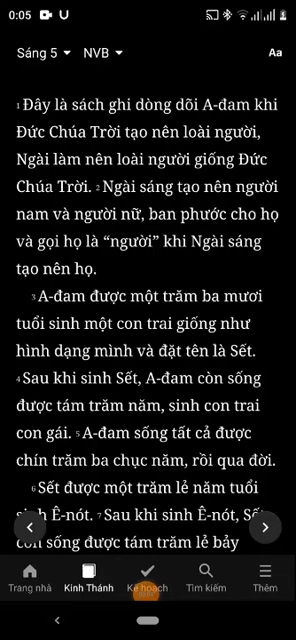 0:05
Sáng 5 NVB Aa
1 Đây là sách ghi dòng dõi A-đam khi
Đức Chúa Trời tạo nên loài người,
Ngài làm nên loài người giống Đức
Chúa Trời. 2 Ngài sáng tạo nên người
nam và người nữ, ban phước cho họ
và gọi họ là “người” khi Ngài sáng
tạo nên họ.
3 A-đam được một trăm ba mươi
tuổi sinh một con trai giống như
hình dạng mình và đặt tên là Sết.
4 Sau khi sinh Sết, A-đam còn sống
được tám trăm năm, sinh con trai
con gái. 5 A-đam sống tất cả được
chín trăm ba chục năm, rồi qua đời.
6 Sết được một trăm lẻ năm tuổi
sinh Ê-nót. 7 Sau khi sinh Ê-nót, Sết
còn sống được tám trăm lẻ bảy
Trang nhà Kinh Thánh Kế hoạch Tìm kiếm Thêm